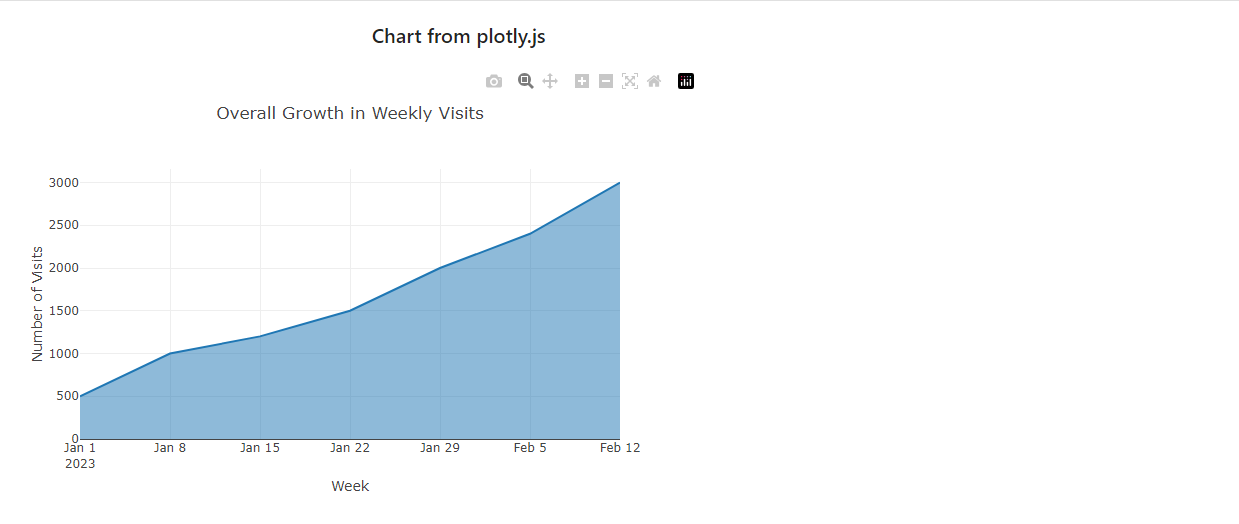 Chart from plotly.js
Overall Growth in Weekly Visits
Number of Visits
3000
2500
2000
1500
1000
500
0
Jan 1 Jan 8 Jan 15 Jan 22 Jan 29 Feb 5 Feb 12
2023
Week